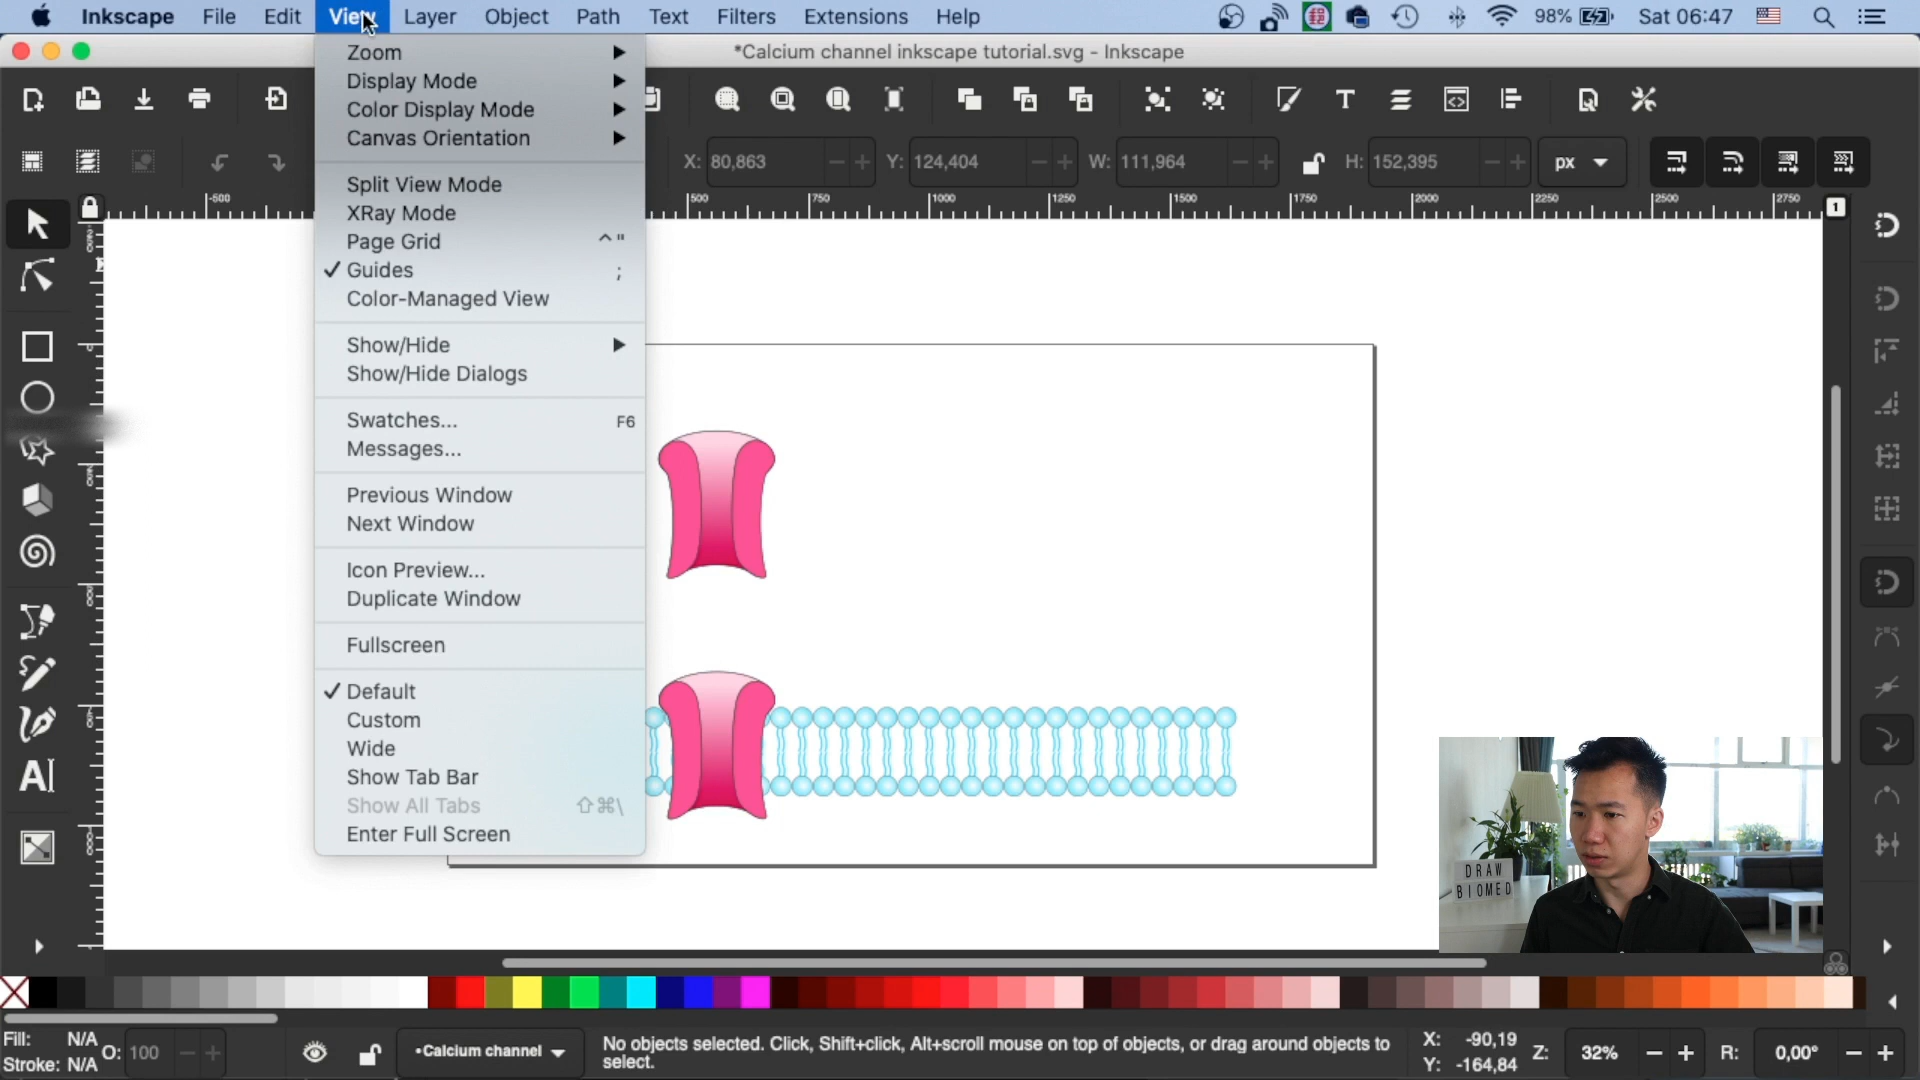 Inkscape File Edit View Layer Object Path Text Filters Extensions Help 98% Sat 06:47
*Calcium channel inkscape tutorial.svg - Inkscape
Zoom
Display Mode
Color Display Mode
Canvas Orientation
Split View Mode
XRay Mode
Page Grid ^ "
Guides ;
Color-Managed View
Show/Hide
Show/Hide Dialogs
Swatches... F6
Messages...
Previous Window
Next Window
Icon Preview...
Duplicate Window
Fullscreen
Default
Custom
Wide
Show Tab Bar
Show All Tabs ⇧⌘\
Enter Full Screen
X: 80,863 Y: 124,404 W: 111,964 H: 152,395 px
-500 500 750 1000 1250 1500 1750 2000 2250 2500 2750
1
DRAW
BIOMED
Fill: N/A
Stroke: N/A
O: 100
•Calcium channel
No objects selected. Click, Shift+click, Alt+scroll mouse on top of objects, or drag around objects to
select.
X: -90,19
Y: -164,84
Z: 32%
R: 0,00°